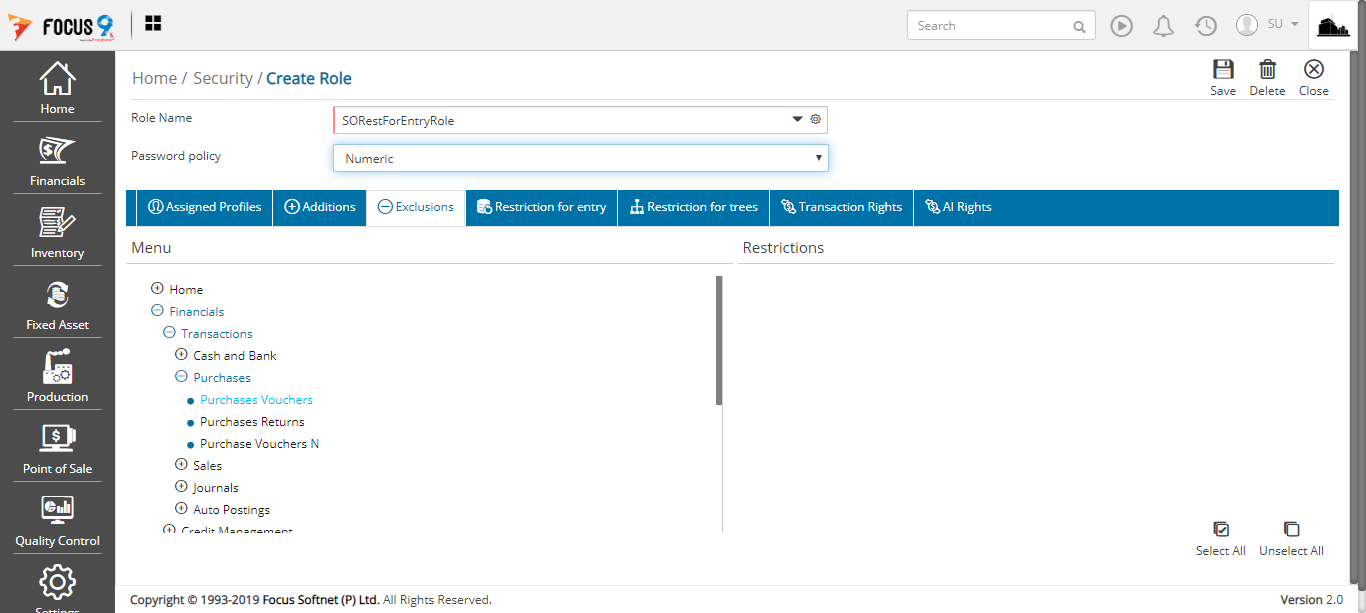 FOCUS 9
Search
SU
Home
Financials
Inventory
Fixed Asset
Production
Point of Sale
Quality Control
Settings
Home / Security / Create Role
Save Delete Close
Role Name
SORestForEntryRole
Password policy
Numeric
Assigned Profiles Additions Exclusions Restriction for entry Restriction for trees Transaction Rights AI Rights
Menu
Restrictions
Home
Financials
Transactions
Cash and Bank
Purchases
Purchases Vouchers
Purchases Returns
Purchase Vouchers N
Sales
Journals
Auto Postings
Credit Management
Select All Unselect All
Copyright © 1993-2019 Focus Softnet (P) Ltd. All Rights Reserved.
Version 2.0